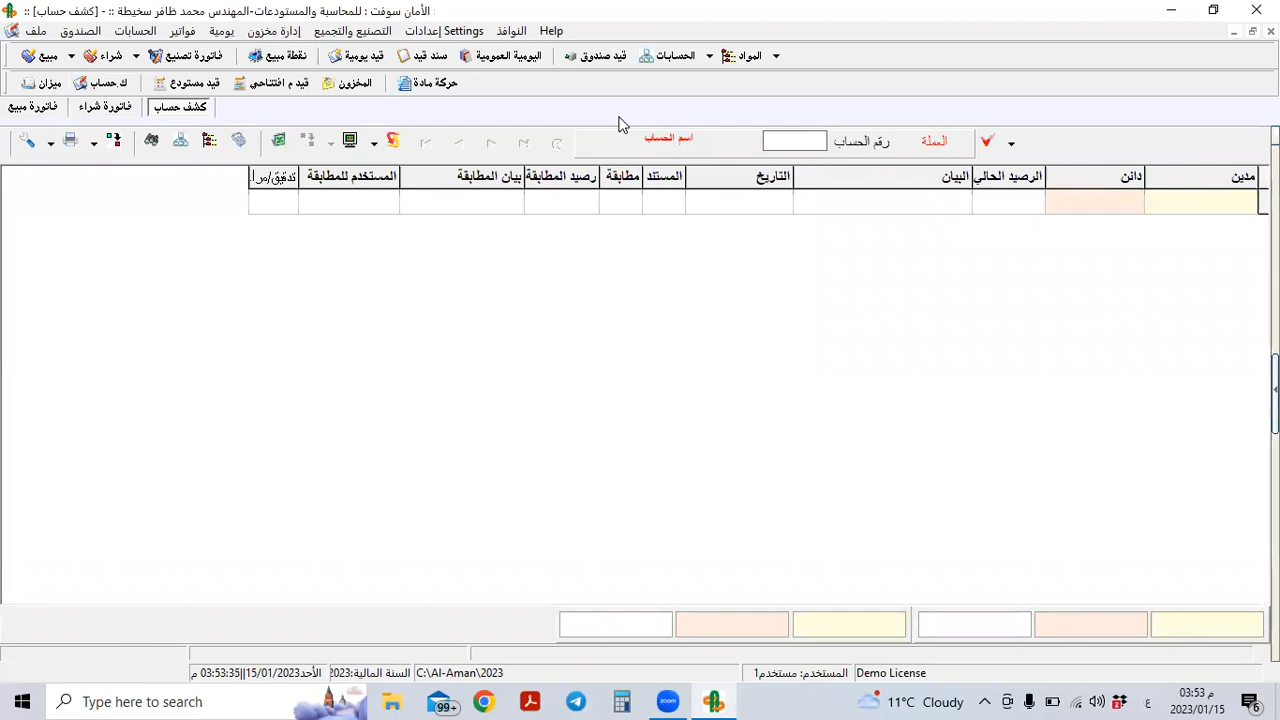 الأمان سوفت : للمحاسبة والمستودعات-المهندس محمد ظافر سخيطة :: - [كشف حساب] ::
ملف الصندوق الحسابات فواتير يومية إدارة مخزون التصنيع والتجميع إعدادات Settings النوافذ Help
مبيع شراء فاتورة تصنيع نقطة مبيع قيد يومية سند قيد اليومية العمومية قيد صندوق الحسابات المواد
ميزان ك.حساب قيد مستودع قيد م افتتاحي المخزون حركة مادة
فاتورة مبيع فاتورة شراء كشف حساب
اسم الحساب رقم الحساب العملة
مدين دائن الرصيد الحالي البيان التاريخ المستند مطابقة رصيد المطابقة بيان المطابقة المستخدم للمطابقة تدقيق/مرا
الأحد15/01/2023||03:53:35 م السنة المالية:2023 C:\Al-Aman\2023 المستخدم: مستخدم1 Demo License
Type here to search 99+ zoom 11°C Cloudy ع 03:53 م
2023/01/15 6